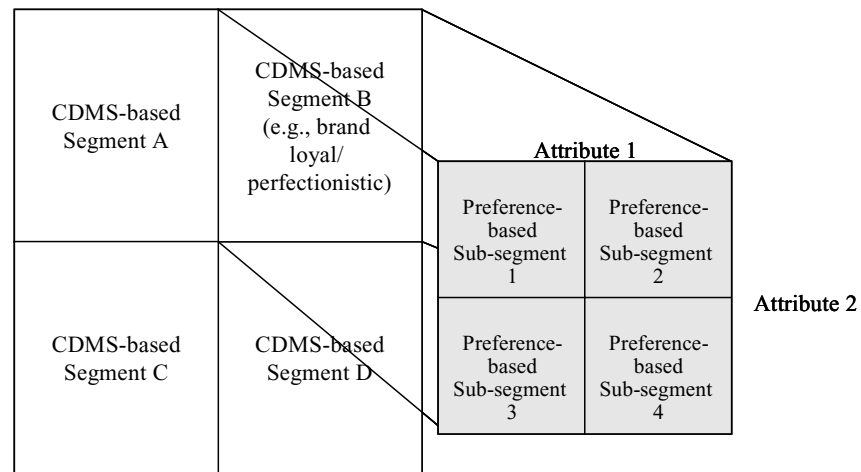 CDMS-based
Segment A
CDMS-based
Segment B
(e.g., brand
loyal/
perfectionistic)
Attribute 1
Preference-
based
Sub-segment
1
Preference-
based
Sub-segment
2
Attribute 2
CDMS-based
Segment C
CDMS-based
Segment D
Preference-
based
Sub-segment
3
Preference-
based
Sub-segment
4